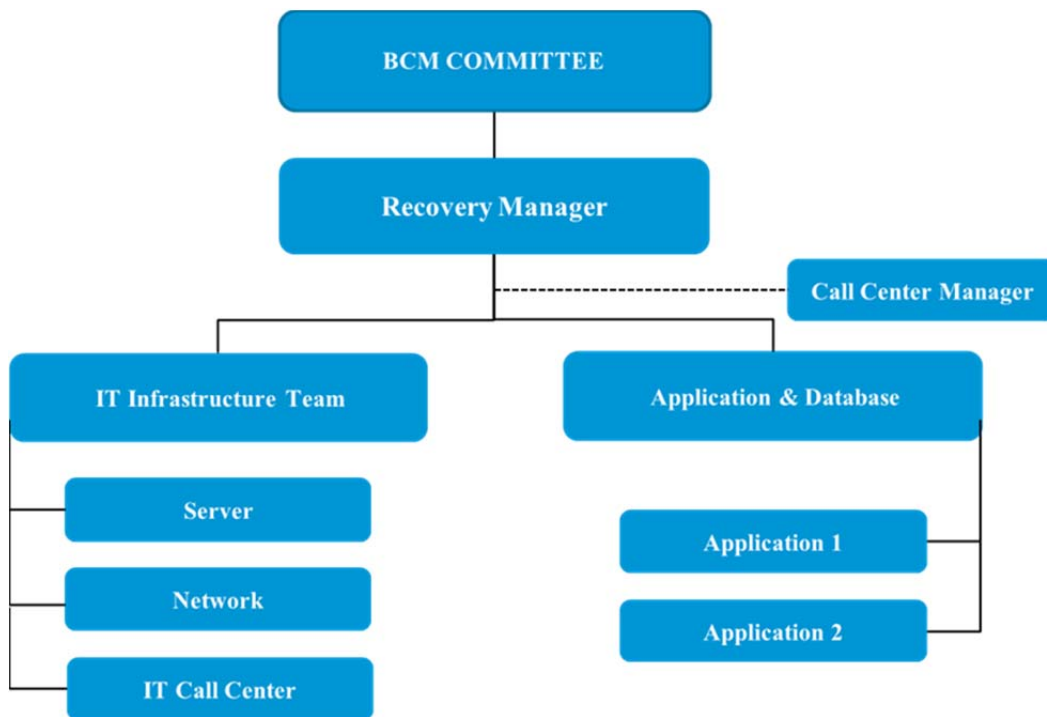 BCM COMMITTEE
Recovery Manager
Call Center Manager
IT Infrastructure Team
Application & Database
Server
Application 1
Network
Application 2
IT Call Center